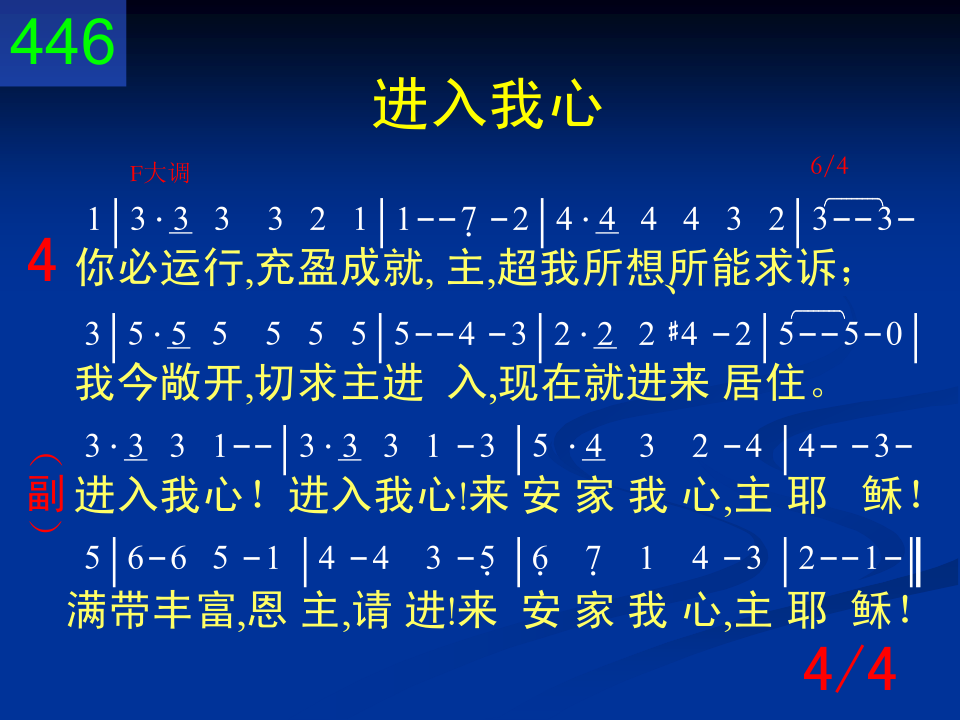 446
进入我心
F大调 6/4
1|3·3 3 3 2 1|1--7̣ -2|4·4 4 4 3 2|3--3-
4 你必运行,充盈成就, 主,超我所想、所能求诉；
3|5·5 5 5 5 5|5--4 -3|2·2 2 #4 -2|5--5-0|
我今敞开,切求主进 入,现在就进来 居住。
3·3 3 1--|3·3 3 1 -3|5 ·4 3 2 -4|4- -3-
（副） 进入我心！进入我心!来 安 家 我 心,主 耶 稣！
5|6-6 5 -1|4 -4 3 -5̣|6̣ 7̣ 1 4 -3|2--1-‖
满带丰富,恩 主,请 进!来 安 家 我 心,主 耶 稣！
4/4